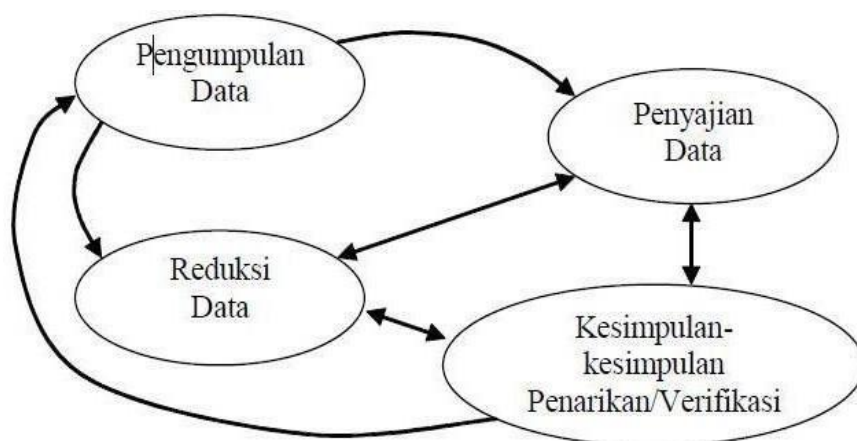 Pengumpulan
Data
Penyajian
Data
Reduksi
Data
Kesimpulan-
kesimpulan
Penarikan/Verifikasi